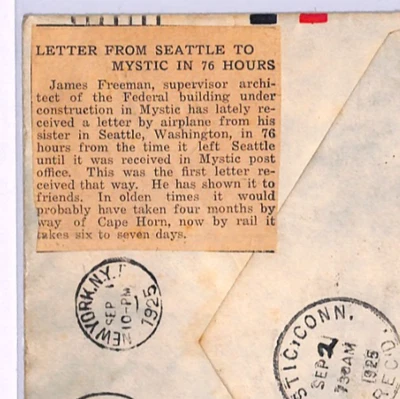 LETTER FROM SEATTLE TO
MYSTIC IN 76 HOURS
James Freeman, supervisor archi-
tect of the Federal building under
construction in Mystic has lately re-
ceived a letter by airplane from his
sister in Seattle, Washington, in 76
hours from the time it left Seattle
until it was received in Mystic post
office. This was the first letter re-
ceived that way. He has shown it to
friends. In olden times it would
probably have taken four months by
way of Cape Horn, now by rail it
takes six to seven days.
NEW YORK, N.Y.
SEP 1
10-PM
1925
STIC, CONN.
SEP 2
730AM
1925
REC'D.